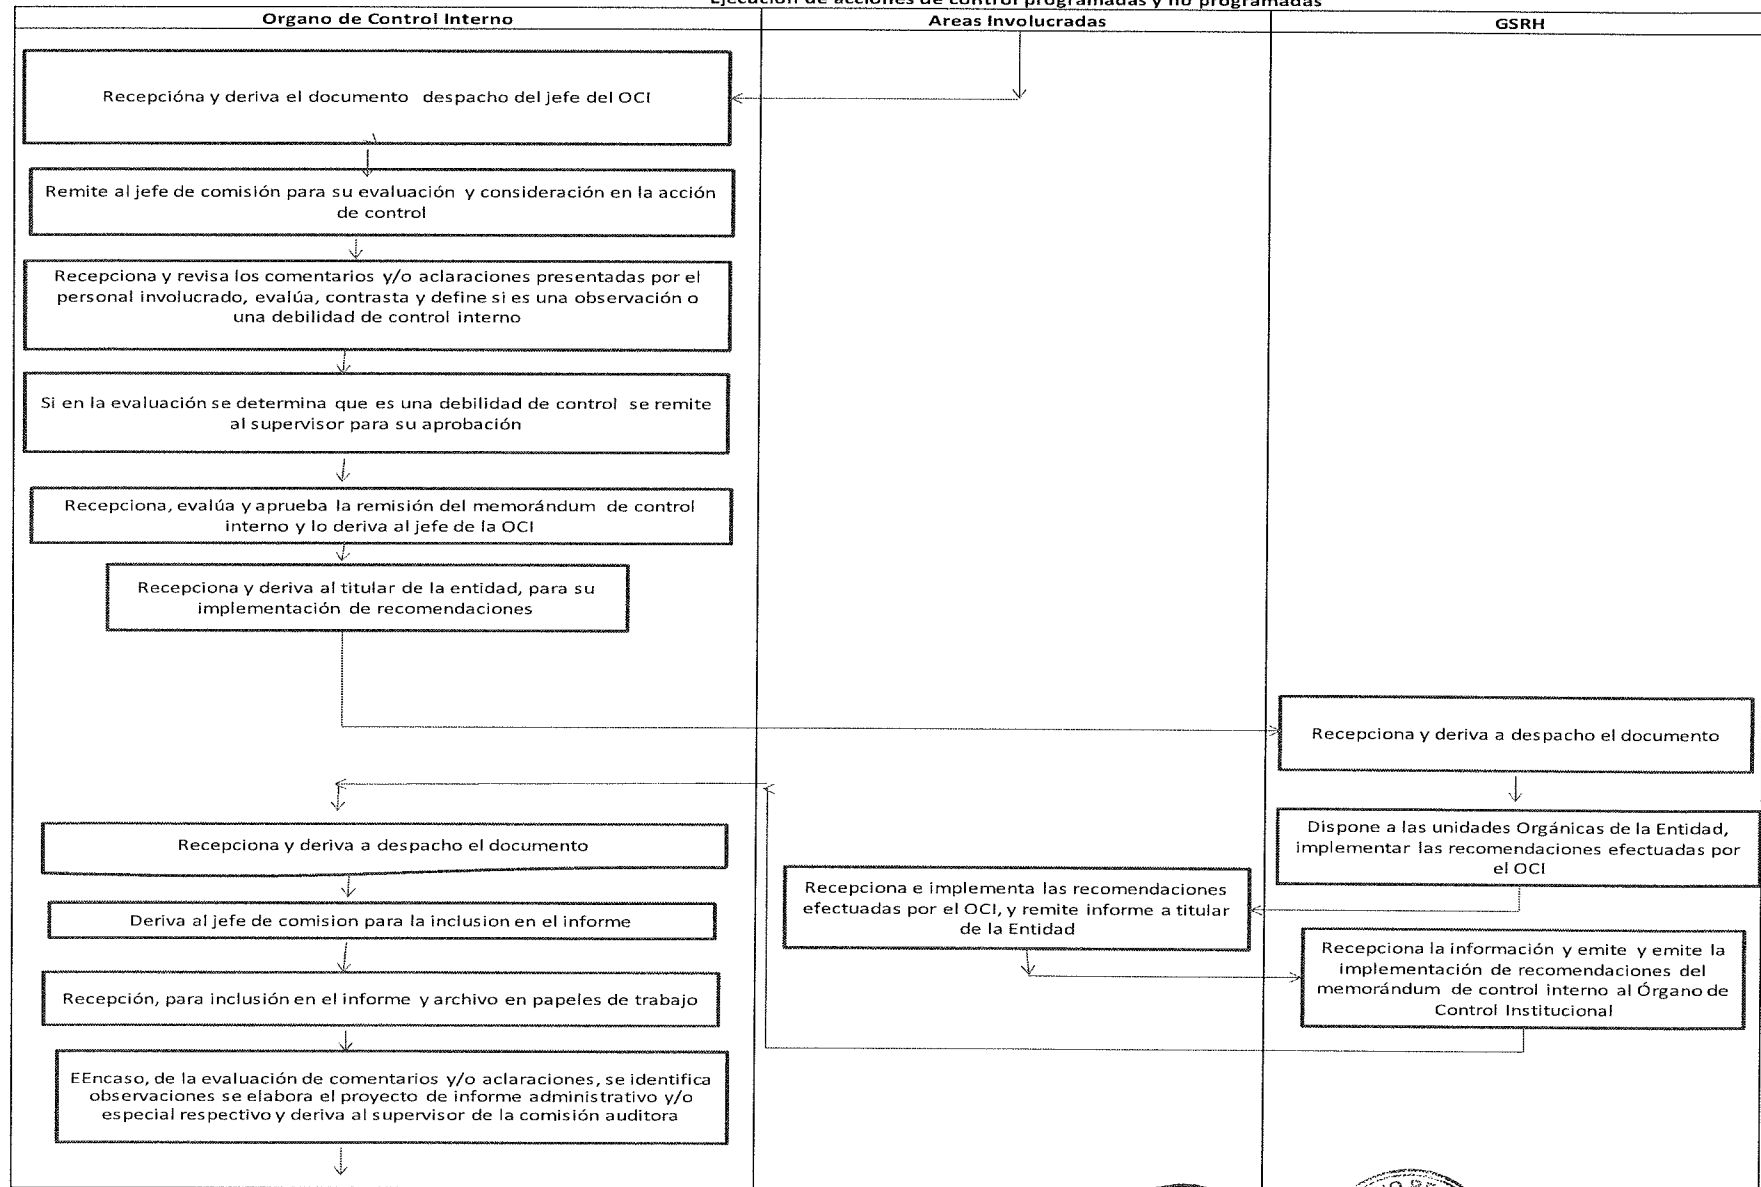 Ejecución de acciones de control programadas y no programadas
Organo de Control Interno
Areas Involucradas
GSRH
Recepcióna y deriva el documento despacho del jefe del OCI
Remite al jefe de comisión para su evaluación y consideración en la acción
de control
Recepciona y revisa los comentarios y/o aclaraciones presentadas por el
personal involucrado, evalúa, contrasta y define si es una observación o
una debilidad de control interno
Si en la evaluación se determina que es una debilidad de control se remite
al supervisor para su aprobación
Recepciona, evalúa y aprueba la remisión del memorándum de control
interno y lo deriva al jefe de la OCI
Recepciona y deriva al titular de la entidad, para su
implementación de recomendaciones
Recepciona y deriva a despacho el documento
Dispone a las unidades Orgánicas de la Entidad,
implementar las recomendaciones efectuadas por
el OCI
Recepciona e implementa las recomendaciones
efectuadas por el OCI, y remite informe a titular
de la Entidad
Recepciona la información y emite y emite la
implementación de recomendaciones del
memorándum de control interno al Órgano de
Control Institucional
Recepciona y deriva a despacho el documento
Deriva al jefe de comision para la inclusion en el informe
Recepción, para inclusión en el informe y archivo en papeles de trabajo
EEncaso, de la evaluación de comentarios y/o aclaraciones, se identifica
observaciones se elabora el proyecto de informe administrativo y/o
especial respectivo y deriva al supervisor de la comisión auditora